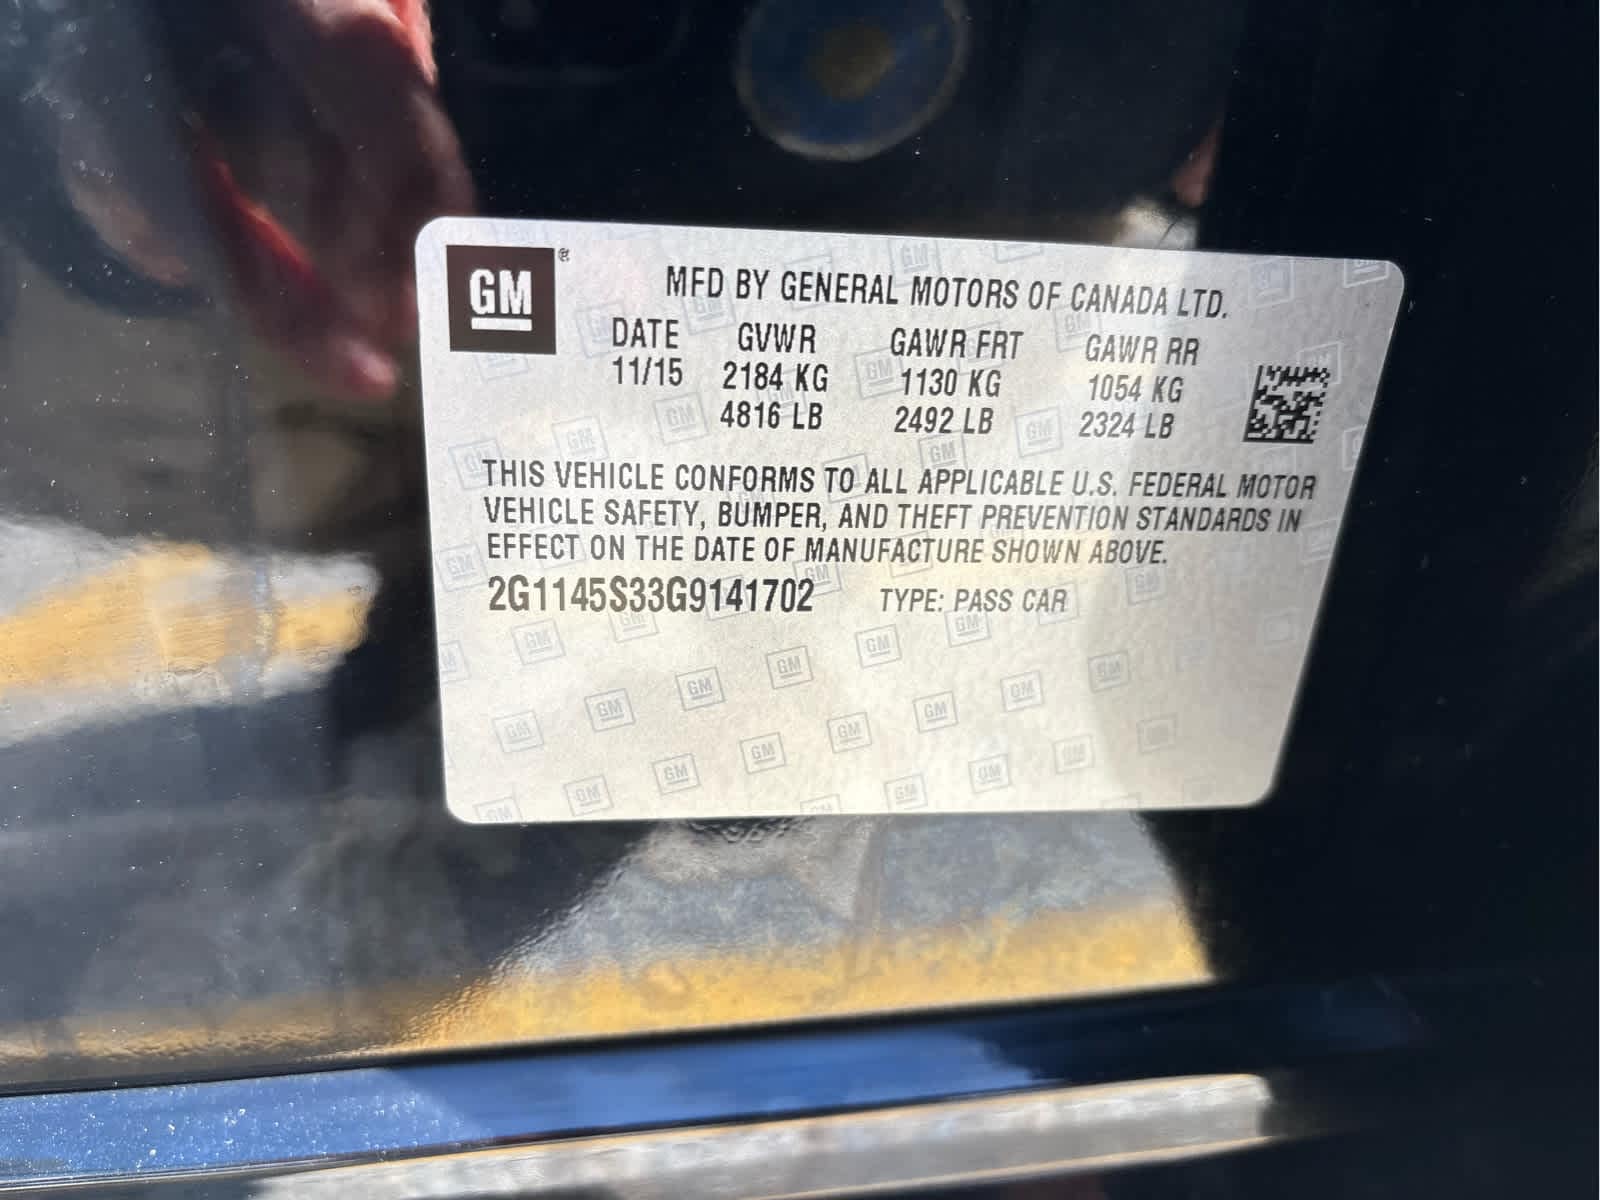 GM®
MFD BY GENERAL MOTORS OF CANADA LTD.
DATE GVWR GAWR FRT GAWR RR
11/15 2184 KG 1130 KG 1054 KG
4816 LB 2492 LB 2324 LB
THIS VEHICLE CONFORMS TO ALL APPLICABLE U.S. FEDERAL MOTOR
VEHICLE SAFETY, BUMPER, AND THEFT PREVENTION STANDARDS IN
EFFECT ON THE DATE OF MANUFACTURE SHOWN ABOVE.
2G1145S33G9141702 TYPE: PASS CAR